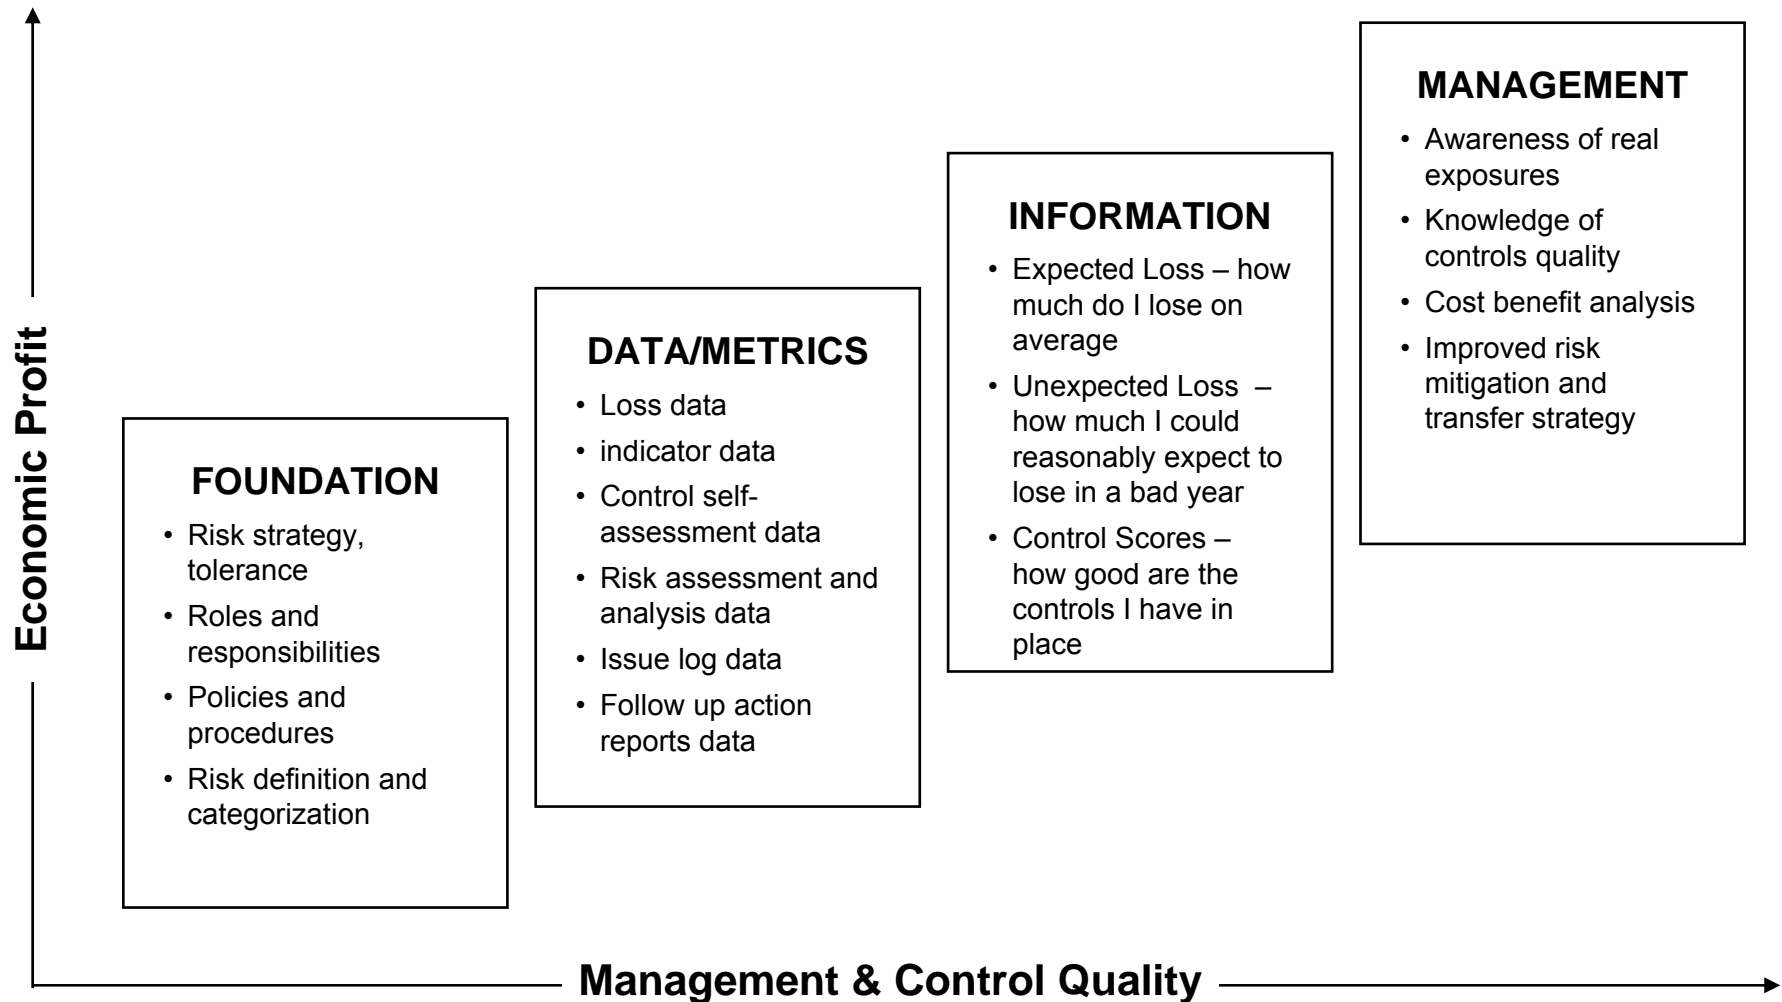 Economic Profit
FOUNDATION
• Risk strategy,
tolerance
• Roles and
responsibilities
• Policies and
procedures
• Risk definition and
categorization
DATA/METRICS
• Loss data
• indicator data
• Control self-
assessment data
• Risk assessment and
analysis data
• Issue log data
• Follow up action
reports data
INFORMATION
• Expected Loss – how
much do I lose on
average
• Unexpected Loss –
how much I could
reasonably expect to
lose in a bad year
• Control Scores –
how good are the
controls I have in
place
MANAGEMENT
• Awareness of real
exposures
• Knowledge of
controls quality
• Cost benefit analysis
• Improved risk
mitigation and
transfer strategy
Management & Control Quality